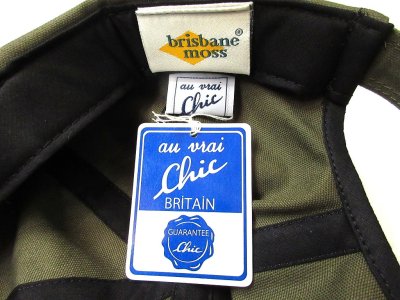 brisbane
moss
au vrai
Chic
au vrai
Chic
BRiTAiN
GUARANTEE
Chic